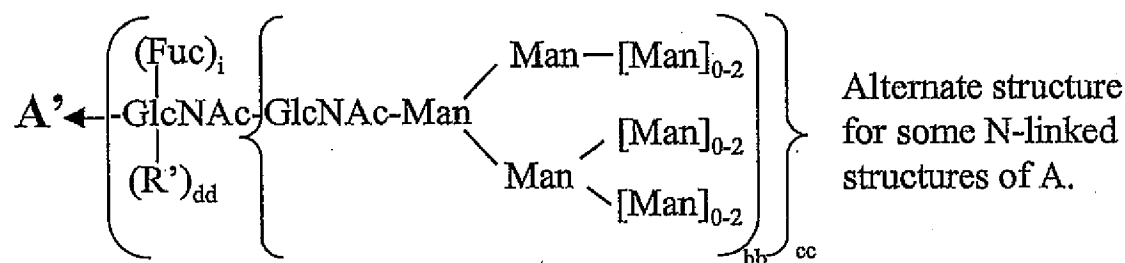 (Fuc)i
Man—[Man]0-2
A'◄-GlcNAc-GlcNAc-Man
[Man]0-2
(R')dd
Man
[Man]0-2
bb cc
Alternate structure
for some N-linked
structures of A.